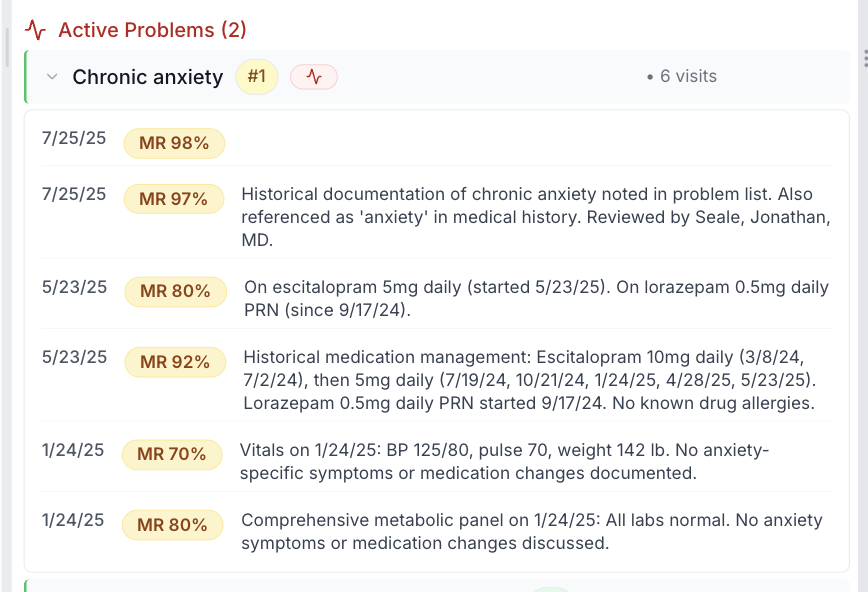 Active Problems (2)
Chronic anxiety #1 • 6 visits
7/25/25 MR 98%
7/25/25 MR 97% Historical documentation of chronic anxiety noted in problem list. Also
referenced as 'anxiety' in medical history. Reviewed by Seale, Jonathan,
MD.
5/23/25 MR 80% On escitalopram 5mg daily (started 5/23/25). On lorazepam 0.5mg daily
PRN (since 9/17/24).
5/23/25 MR 92% Historical medication management: Escitalopram 10mg daily (3/8/24,
7/2/24), then 5mg daily (7/19/24, 10/21/24, 1/24/25, 4/28/25, 5/23/25).
Lorazepam 0.5mg daily PRN started 9/17/24. No known drug allergies.
1/24/25 MR 70% Vitals on 1/24/25: BP 125/80, pulse 70, weight 142 lb. No anxiety-
specific symptoms or medication changes documented.
1/24/25 MR 80% Comprehensive metabolic panel on 1/24/25: All labs normal. No anxiety
symptoms or medication changes discussed.